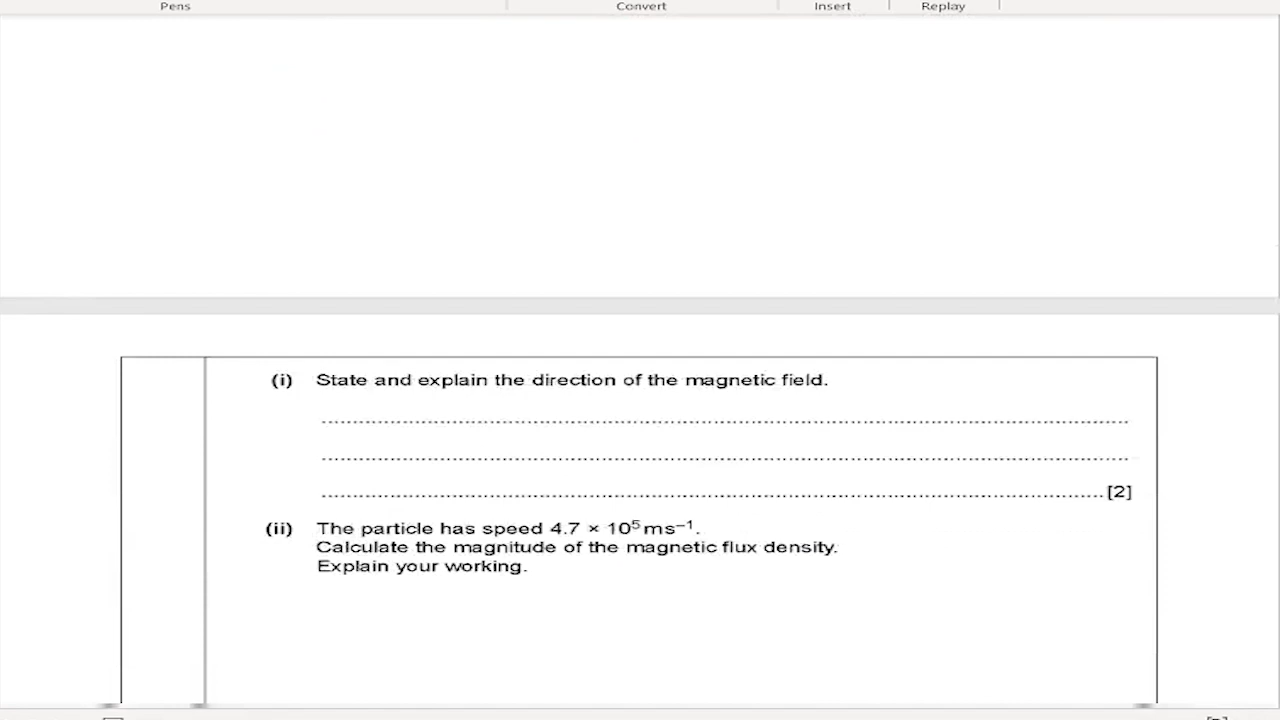 Pens Convert Insert Replay
(i) State and explain the direction of the magnetic field.
................................................................
................................................................
................................................................[2]
(ii) The particle has speed 4.7 × 10⁵ m s⁻¹.
Calculate the magnitude of the magnetic flux density.
Explain your working.